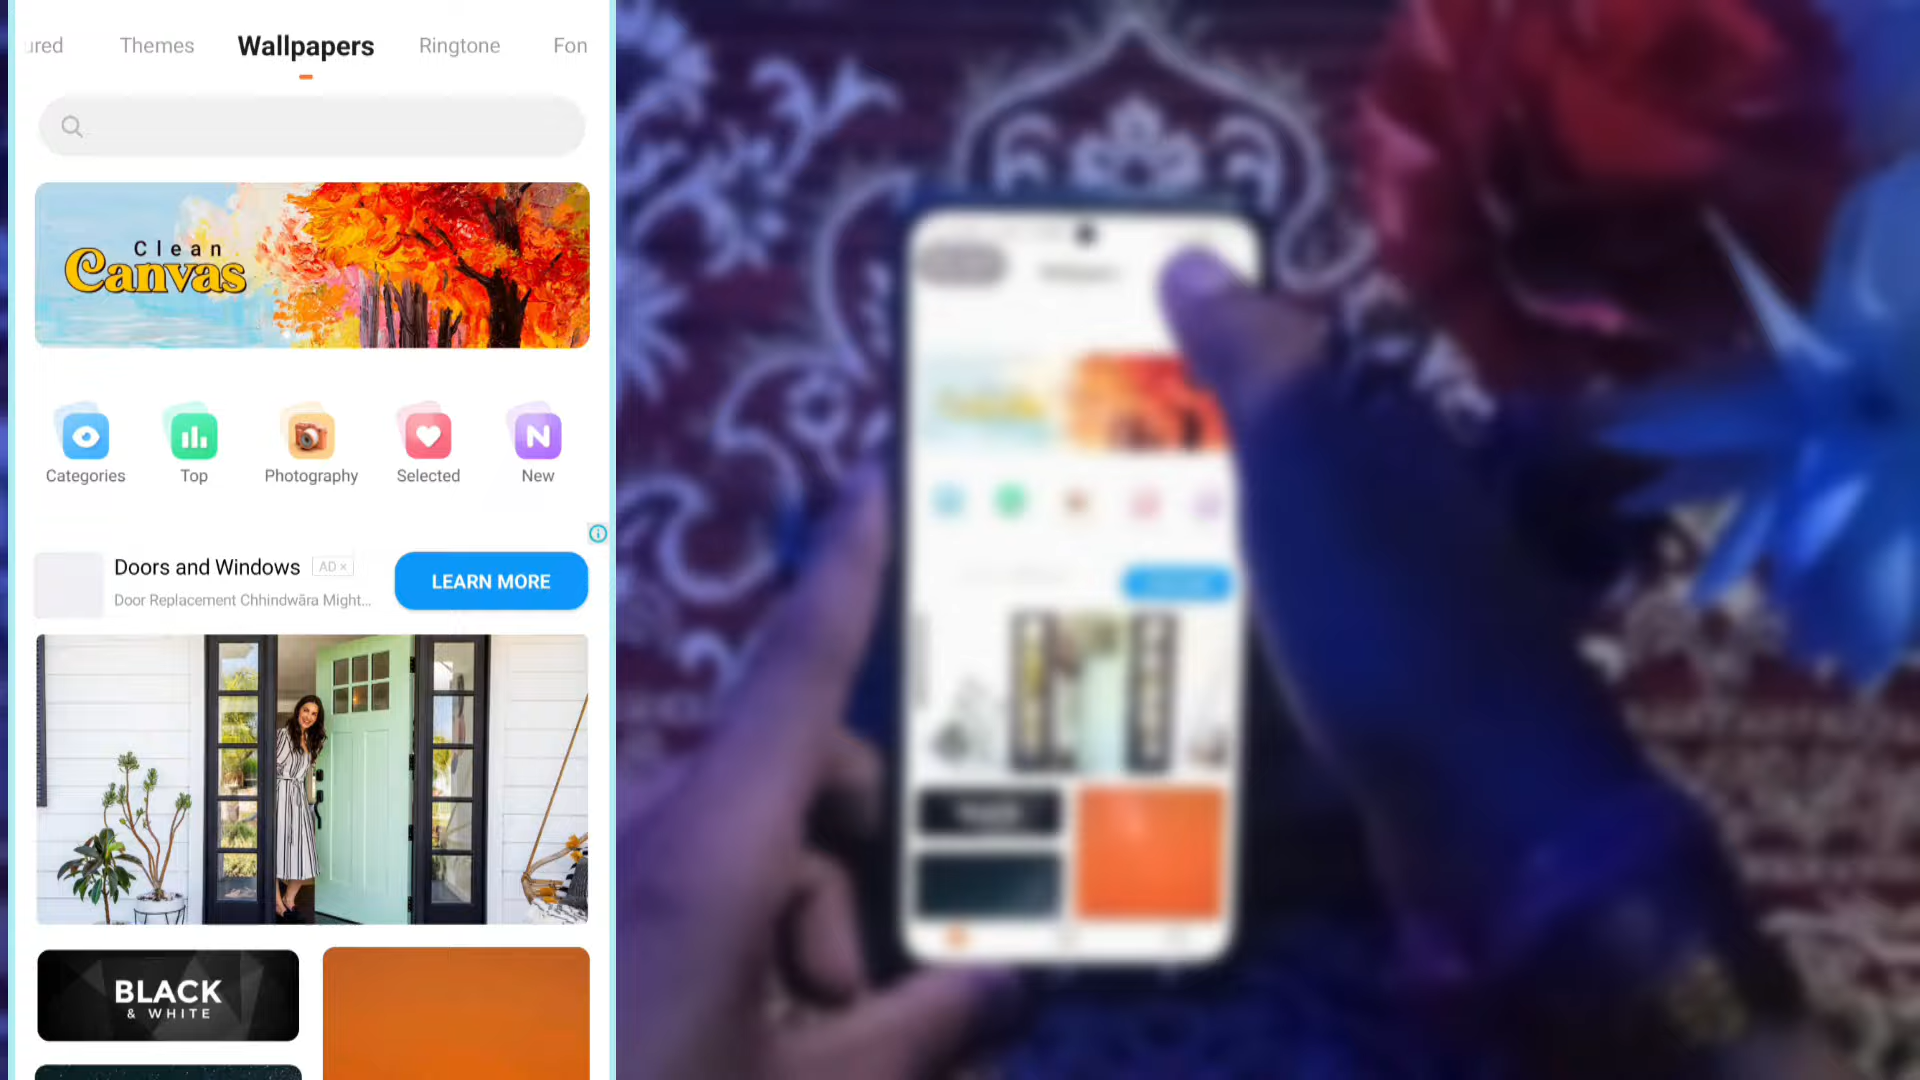 ured Themes Wallpapers Ringtone Fon
Clean
Canvas
Categories Top Photography Selected New
Doors and Windows AD ×
Door Replacement Chhindwāra Might...
LEARN MORE
BLACK
& WHITE